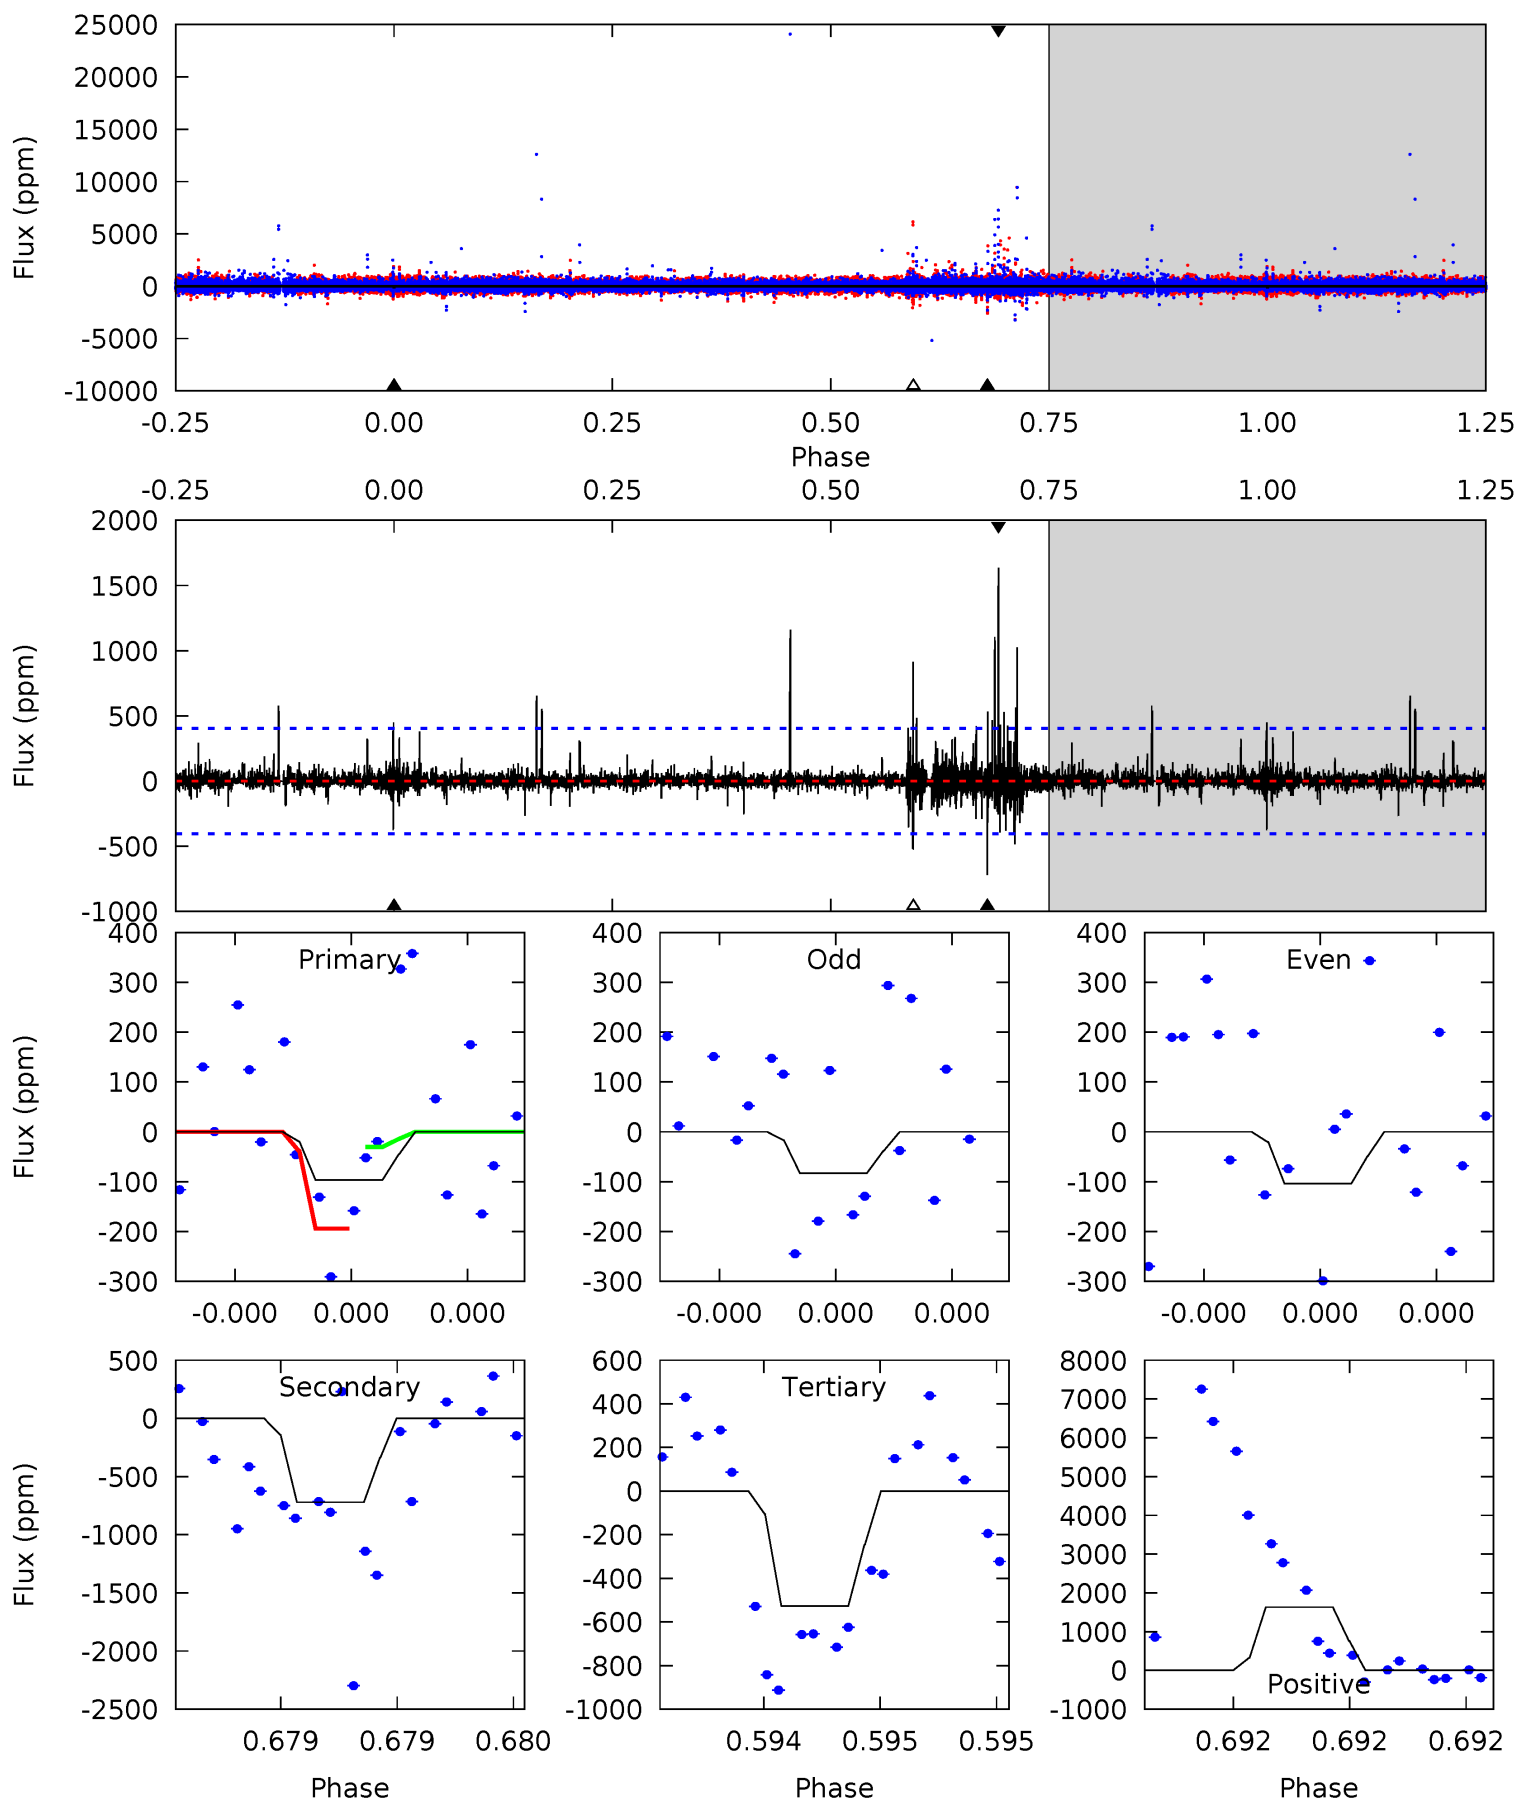 25000
20000
15000
10000
5000
0
-5000
-10000
Flux (ppm)
-0.25 0.00 0.25 0.50 0.75 1.00 1.25
Phase
-0.25 0.00 0.25 0.50 0.75 1.00 1.25
2000
1500
1000
500
0
-500
-1000
Flux (ppm)
400
300
200
100
0
-100
-200
-300
Flux (ppm)
Primary
-0.000 0.000 0.000
400
300
200
100
0
-100
-200
-300
Odd
-0.000 0.000 0.000
400
300
200
100
0
-100
-200
-300
Even
-0.000 0.000 0.000
500
0
-500
-1000
-1500
-2000
-2500
Flux (ppm)
Secondary
0.679 0.679 0.680
Phase
600
400
200
0
-200
-400
-600
-800
-1000
Tertiary
0.594 0.595 0.595
Phase
8000
7000
6000
5000
4000
3000
2000
1000
0
-1000
Positive
0.692 0.692 0.692
Phase